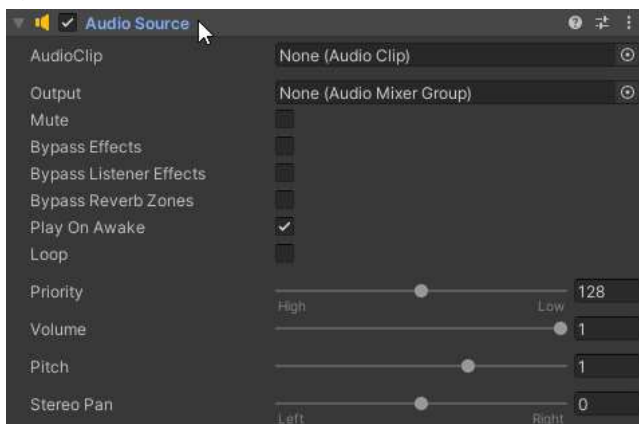 Audio Source
AudioClip None (Audio Clip)
Output None (Audio Mixer Group)
Mute
Bypass Effects
Bypass Listener Effects
Bypass Reverb Zones
Play On Awake
Loop
Priority 128
High Low
Volume 1
Pitch 1
Stereo Pan 0
Left Right